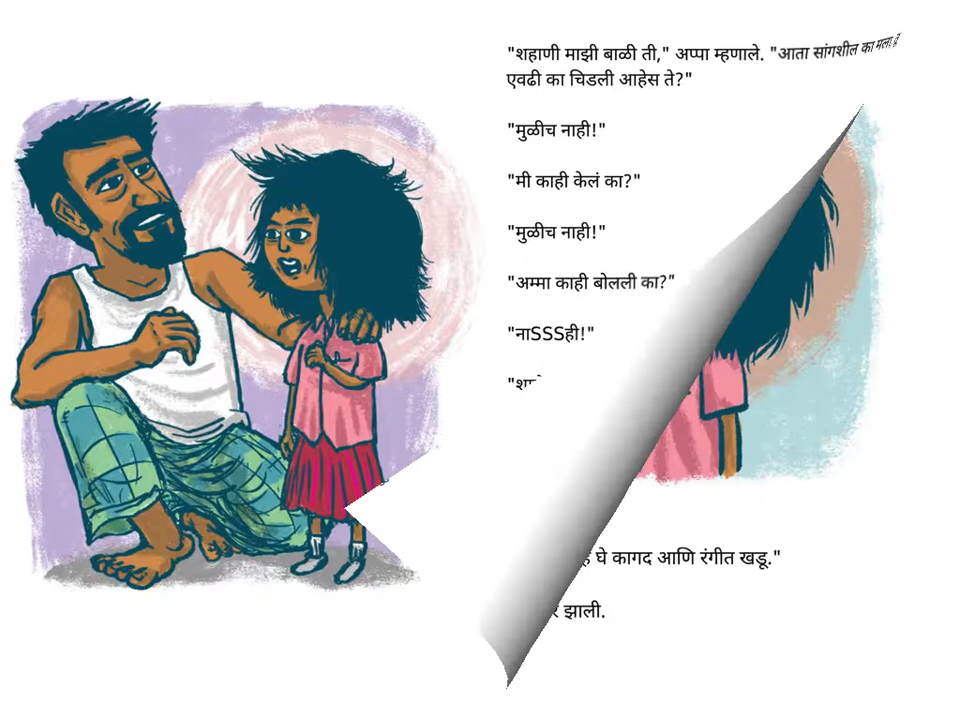 "शहाणी माझी बाळी ती," अप्पा म्हणाले. "आता सांगशील का मला तू
एवढी का चिडली आहेस ते?"
"मुळीच नाही!"
"मी काही केलं का?"
"मुळीच नाही!"
"अम्मा काही बोलली का?"
"नाSSSही!"
घे कागद आणि रंगीत खडू."
झाली.